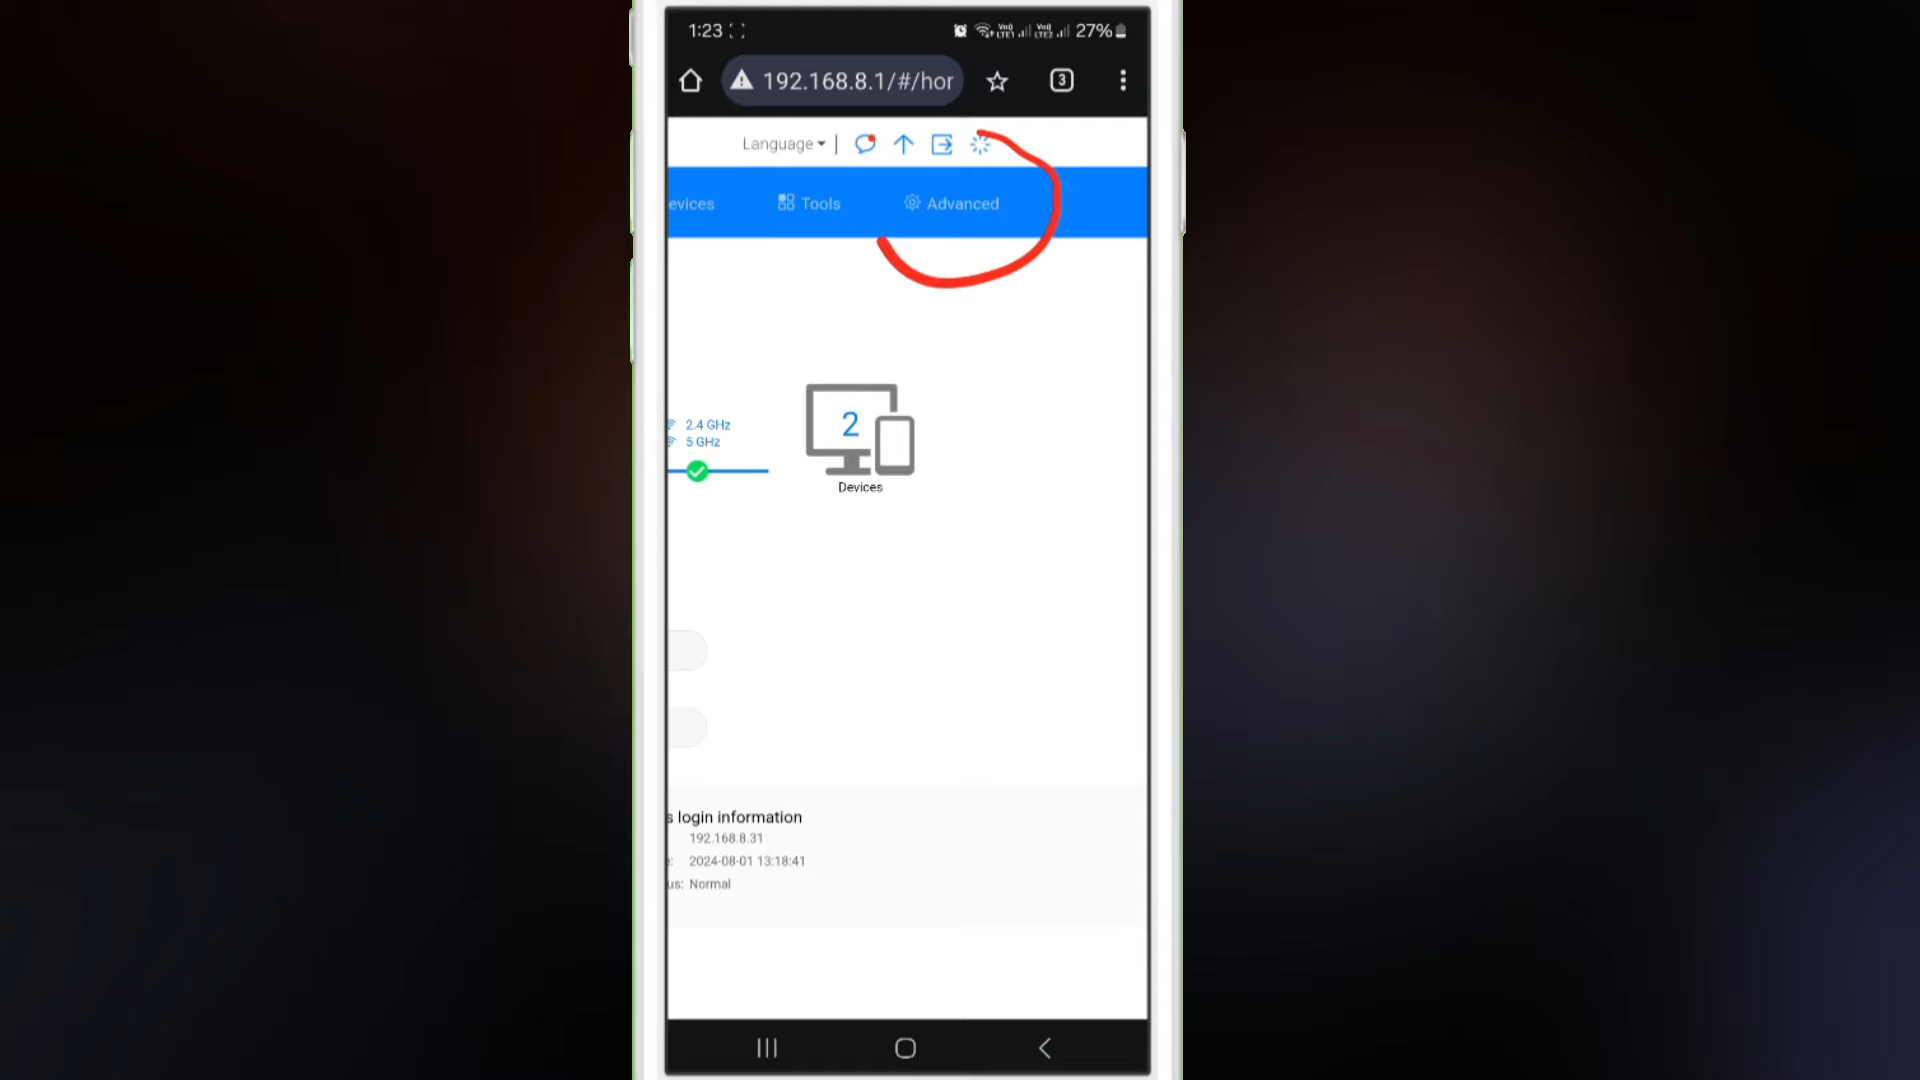 1:23 27%
192.168.8.1/#/hor 3
Language
evices Tools Advanced
2.4 GHz
5 GHz
2
Devices
s login information
192.168.8.31
e: 2024-08-01 13:18:41
us: Normal